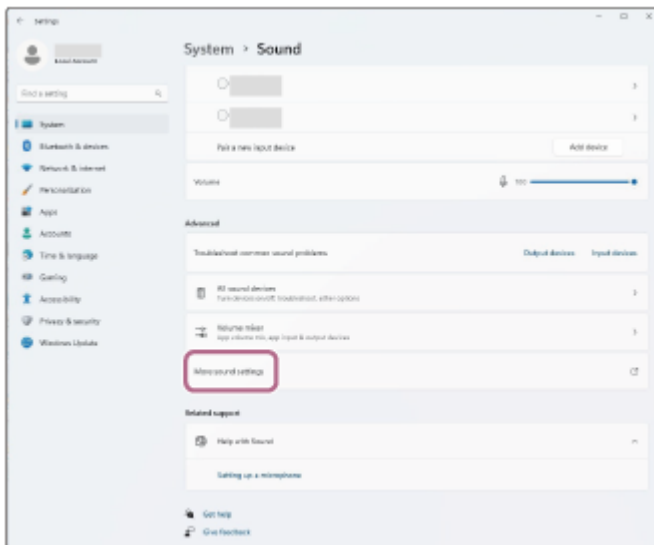 Settings
Local Account
Find a setting
System
Bluetooth & devices
Network & internet
Personalization
Apps
Accounts
Time & language
Gaming
Accessibility
Privacy & security
Windows Update
System > Sound
Pair a new input device
Add device
Volume
100
Advanced
Troubleshoot common sound problems
Output devices
Input devices
All sound devices
Turn devices on/off, troubleshoot, other options
Volume mixer
App volume mix, app input & output devices
More sound settings
Related support
Help with Sound
Setting up a microphone
Get help
Give feedback